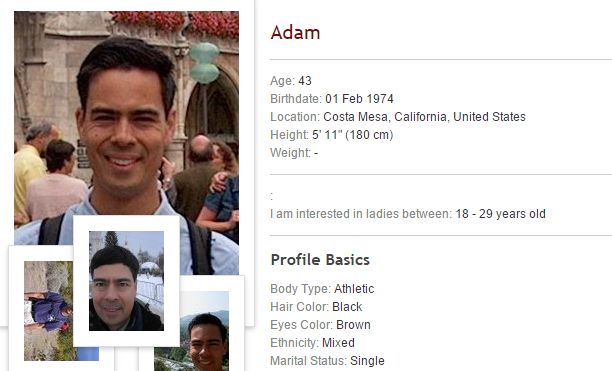 Adam
Age: 43
Birthdate: 01 Feb 1974
Location: Costa Mesa, California, United States
Height: 5' 11" (180 cm)
Weight: -
:
I am interested in ladies between: 18 - 29 years old
Profile Basics
Body Type: Athletic
Hair Color: Black
Eyes Color: Brown
Ethnicity: Mixed
Marital Status: Single